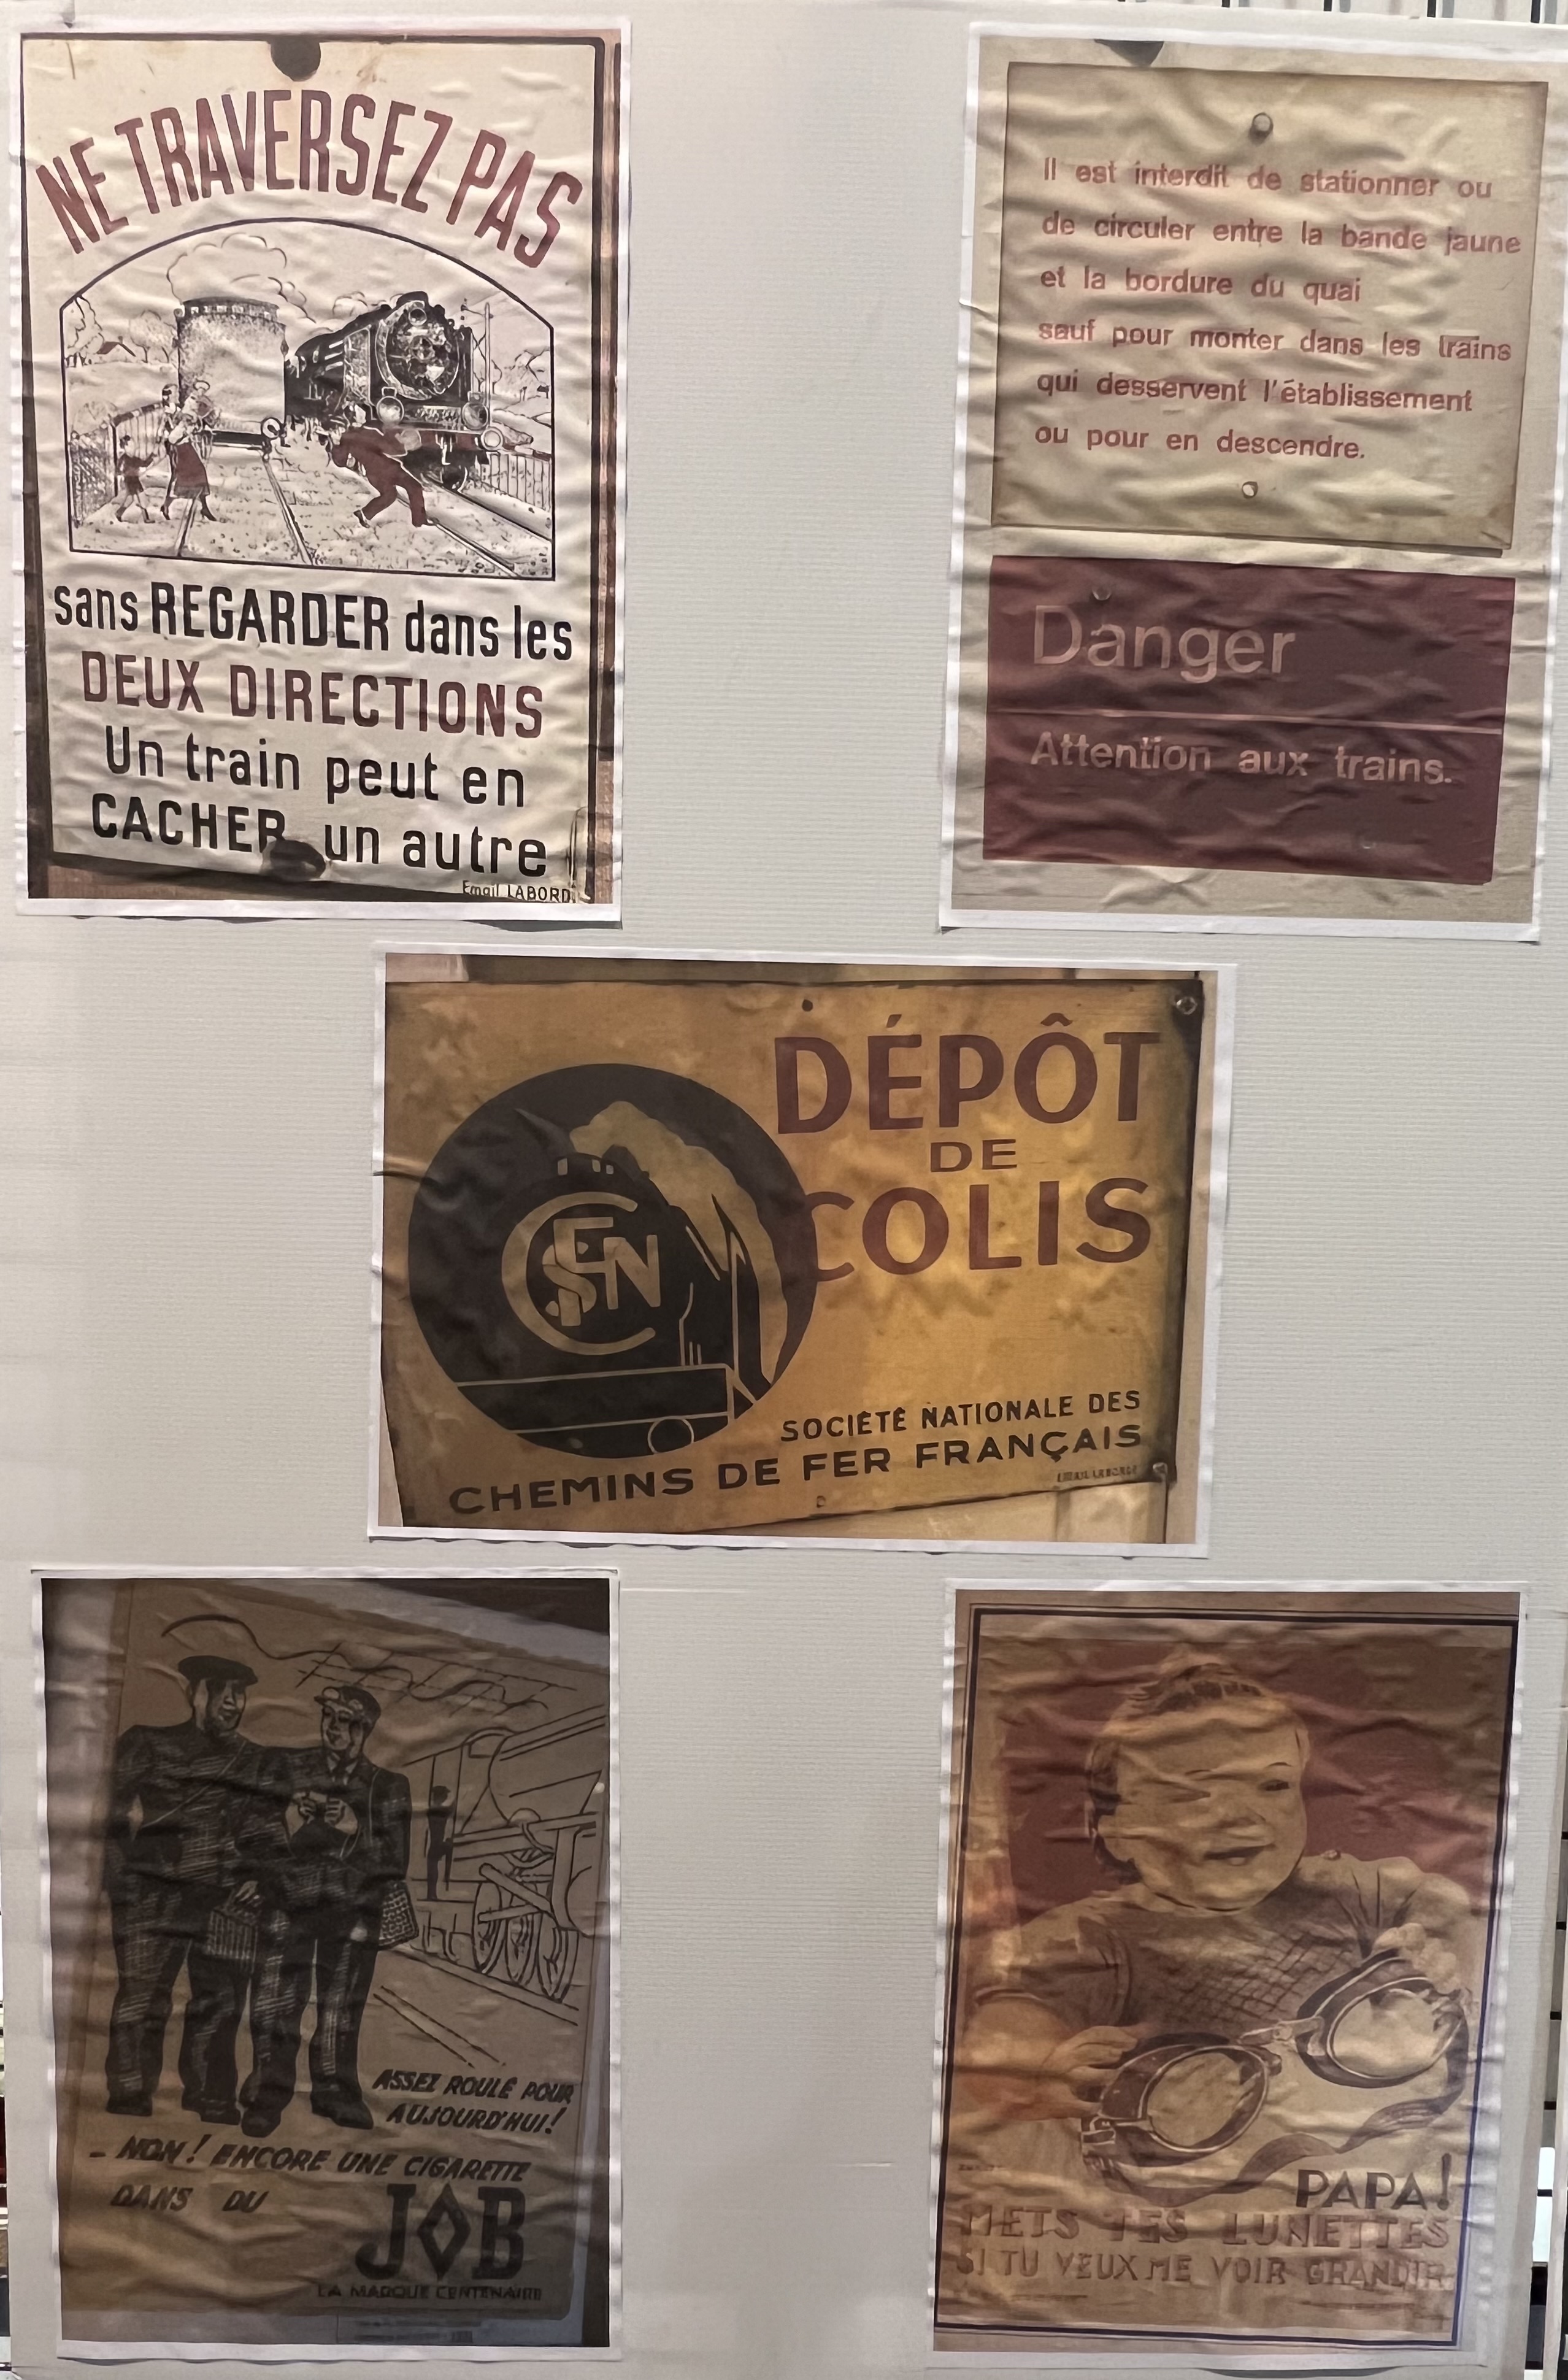 NE TRAVERSEZ PAS
sans REGARDER dans les
DEUX DIRECTIONS
Un train peut en
CACHER un autre
Email LABORD
Il est interdit de stationner ou
de circuler entre la bande jaune
et la bordure du quai
sauf pour monter dans les trains
qui desservent l'établissement
ou pour en descendre.
Danger
Attention aux trains.
DÉPÔT
DE
COLIS
SNCF
SOCIÉTÉ NATIONALE DES
CHEMINS DE FER FRANÇAIS
EMAIL LABORDE
ASSEZ ROULÉ POUR
AUJOURD'HUI!
- NON! ENCORE UNE CIGARETTE
DANS DU JOB
LA MARQUE CENTENAIRE
PAPA!
METS TES LUNETTES
SI TU VEUX ME VOIR GRANDIR